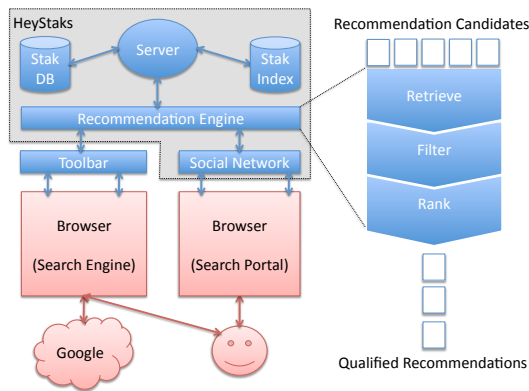 HeyStaks
Stak
DB
Server
Stak
Index
Recommendation Engine
Toolbar
Social Network
Browser
(Search Engine)
Browser
(Search Portal)
Google
Recommendation Candidates
Retrieve
Filter
Rank
Qualified Recommendations